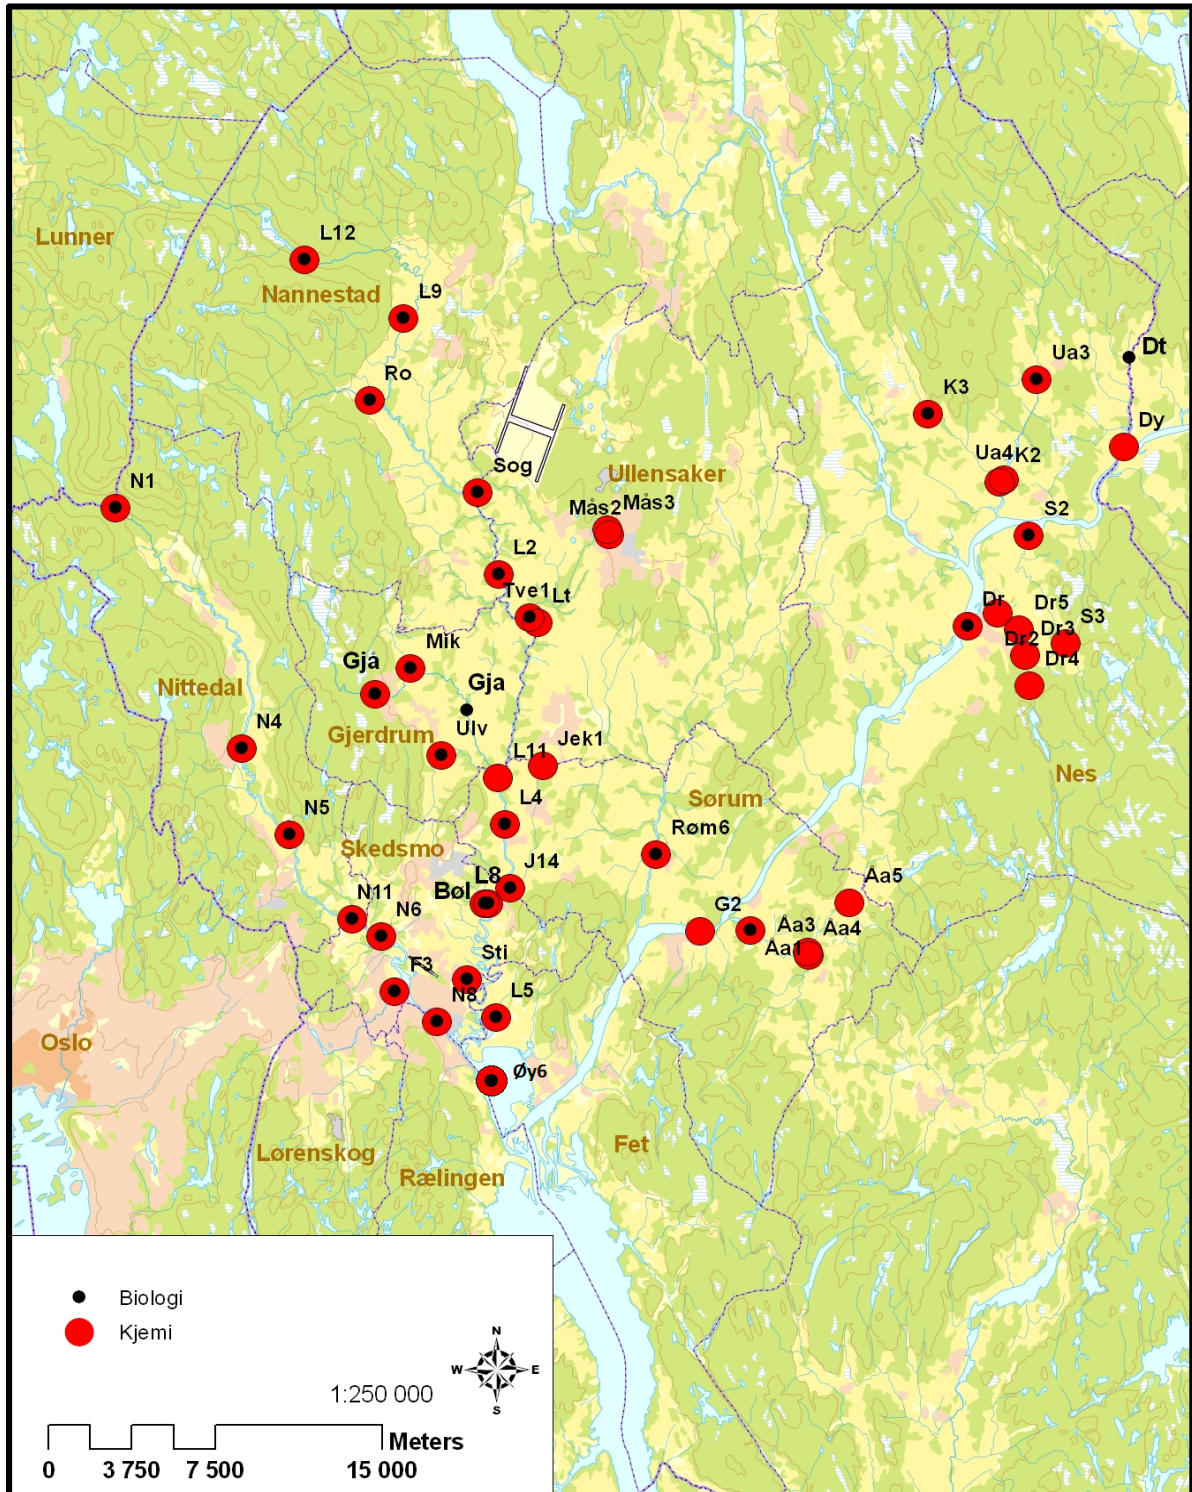 Lunner
L12
Nannestad
L9
Ro
Ua3
Dt
K3
Dy
Sog
Ullensaker
Ua4
K2
N1
Mås2
Mås3
S2
L2
Tve1
Lt
Dr
Dr5
Dr2
Dr3
S3
Dr4
Mik
Gjå
Gja
Nittedal
N4
Ulv
Gjerdrum
L11
Jek1
Nes
L4
Sørum
N5
Skedsmo
Røm6
J14
L8
Bøl
Åa5
N11
N6
G2
Åa3
Åa4
Åa1
F3
Sti
N8
L5
Oslo
Øy6
Lørenskog
Rælingen
Fet
Biologi
Kjemi
N
W
E
S
1:250 000
Meters
0 3 750 7 500 15 000